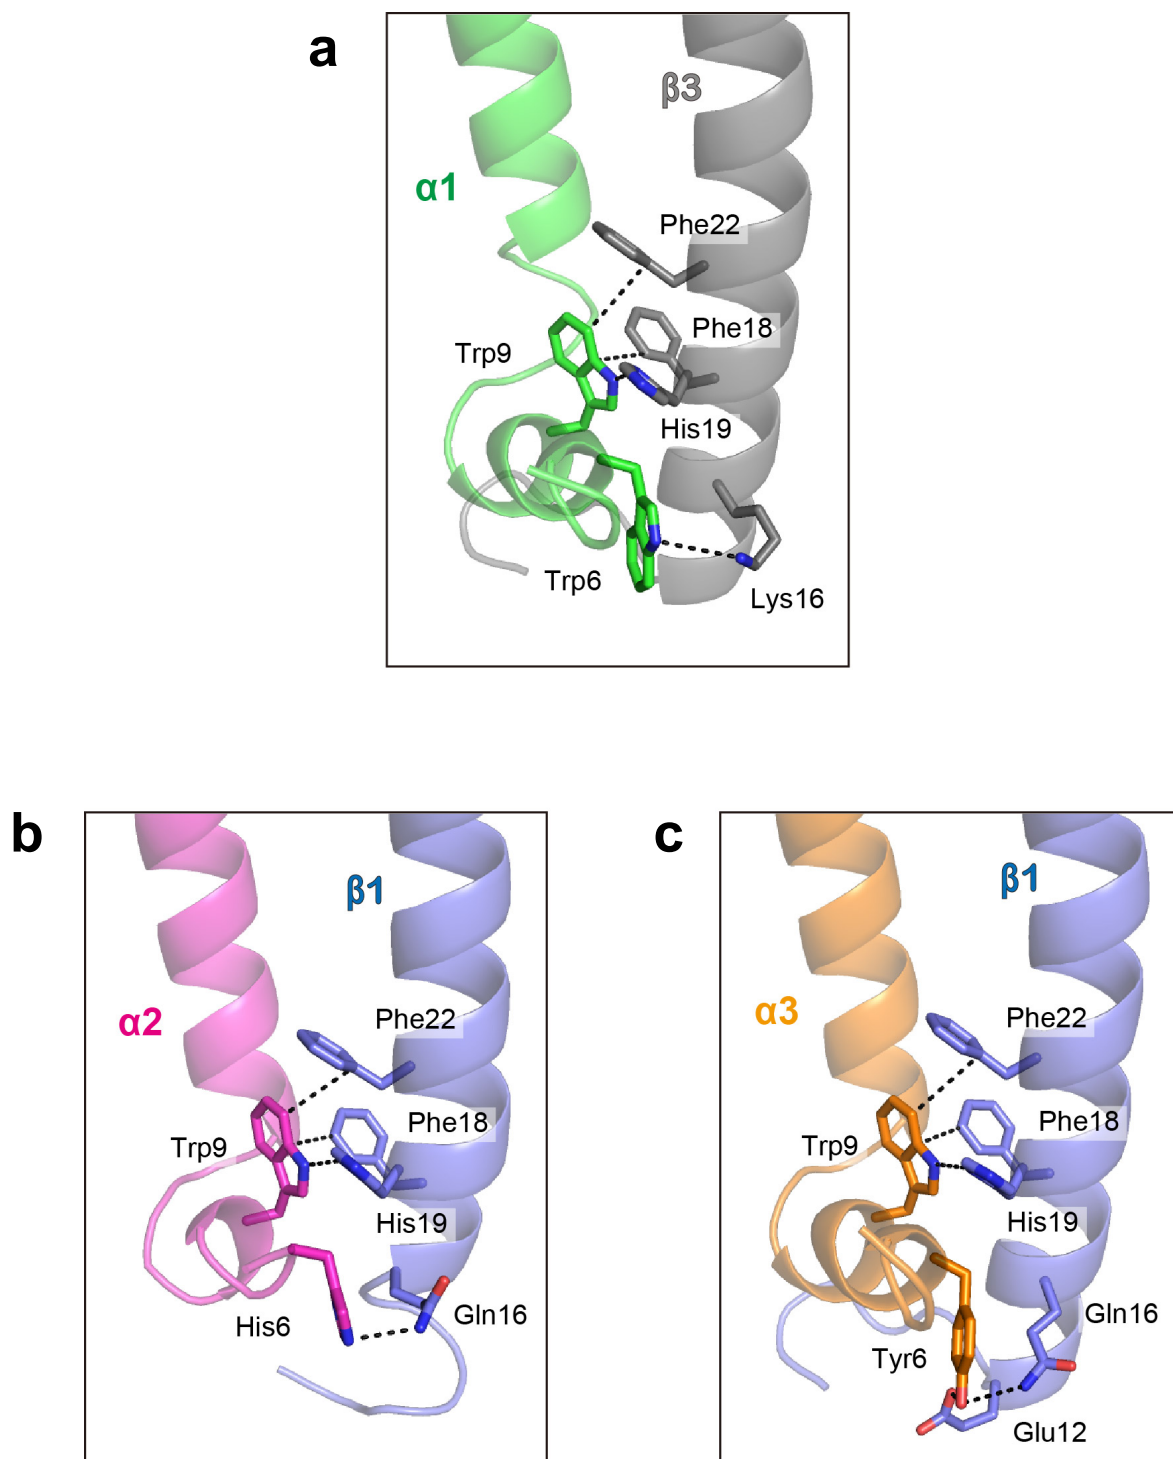 a
β3
α1
Phe22
Phe18
Trp9
His19
Trp6
Lys16
b
c
β1
β1
α2
α3
Phe22
Phe22
Trp9
Phe18
Trp9
Phe18
His19
His19
His6
Gln16
Tyr6
Gln16
Glu12